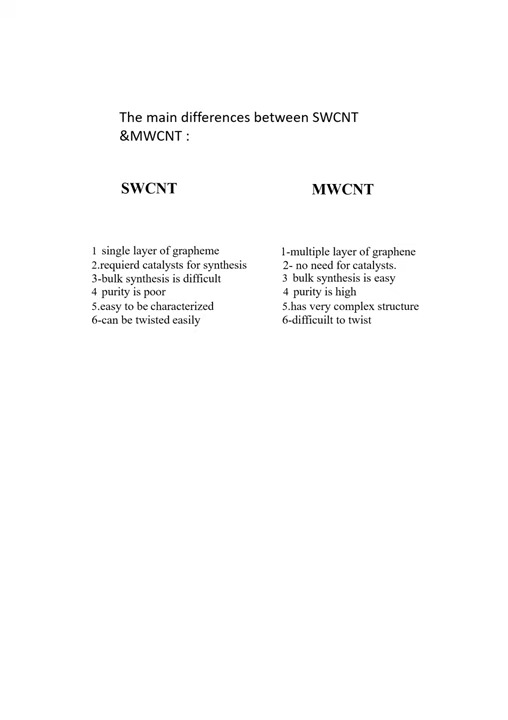 The main differences between SWCNT
&MWCNT :
SWCNT
MWCNT
1 single layer of grapheme
2.requierd catalysts for synthesis
3-bulk synthesis is difficult
4 purity is poor
5.easy to be characterized
6-can be twisted easily
1-multiple layer of graphene
2- no need for catalysts.
3 bulk synthesis is easy
4 purity is high
5.has very complex structure
6-difficuilt to twist